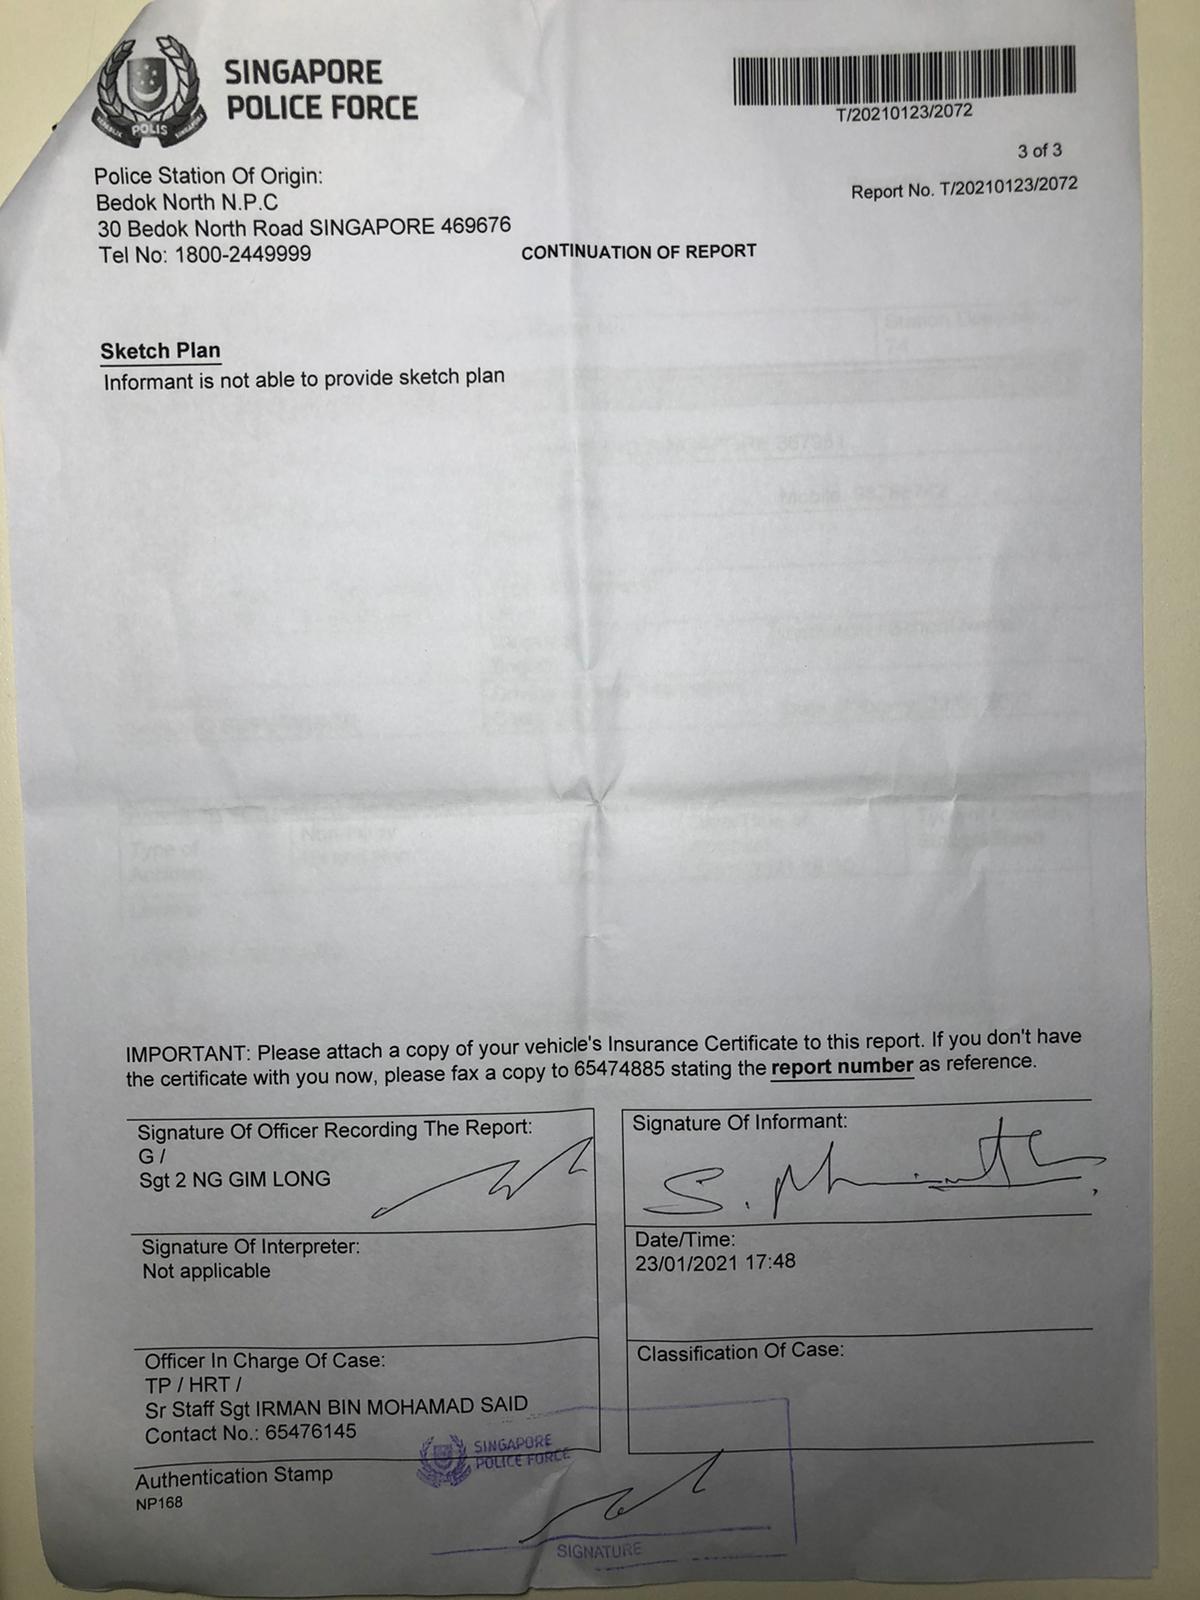 SINGAPORE
POLICE FORCE
REPUBLIK POLIS SINGAPURA
T/20210123/2072
3 of 3
Report No. T/20210123/2072
Police Station Of Origin:
Bedok North N.P.C
30 Bedok North Road SINGAPORE 469676
Tel No: 1800-2449999
CONTINUATION OF REPORT
Sketch Plan
Informant is not able to provide sketch plan
IMPORTANT: Please attach a copy of your vehicle's Insurance Certificate to this report. If you don't have
the certificate with you now, please fax a copy to 65474885 stating the report number as reference.
Signature Of Officer Recording The Report:
G /
Sgt 2 NG GIM LONG
Signature Of Informant:
Signature Of Interpreter:
Not applicable
Date/Time:
23/01/2021 17:48
Officer In Charge Of Case:
TP / HRT /
Sr Staff Sgt IRMAN BIN MOHAMAD SAID
Contact No.: 65476145
Classification Of Case:
Authentication Stamp
NP168
SINGAPORE
POLICE FORCE
SIGNATURE